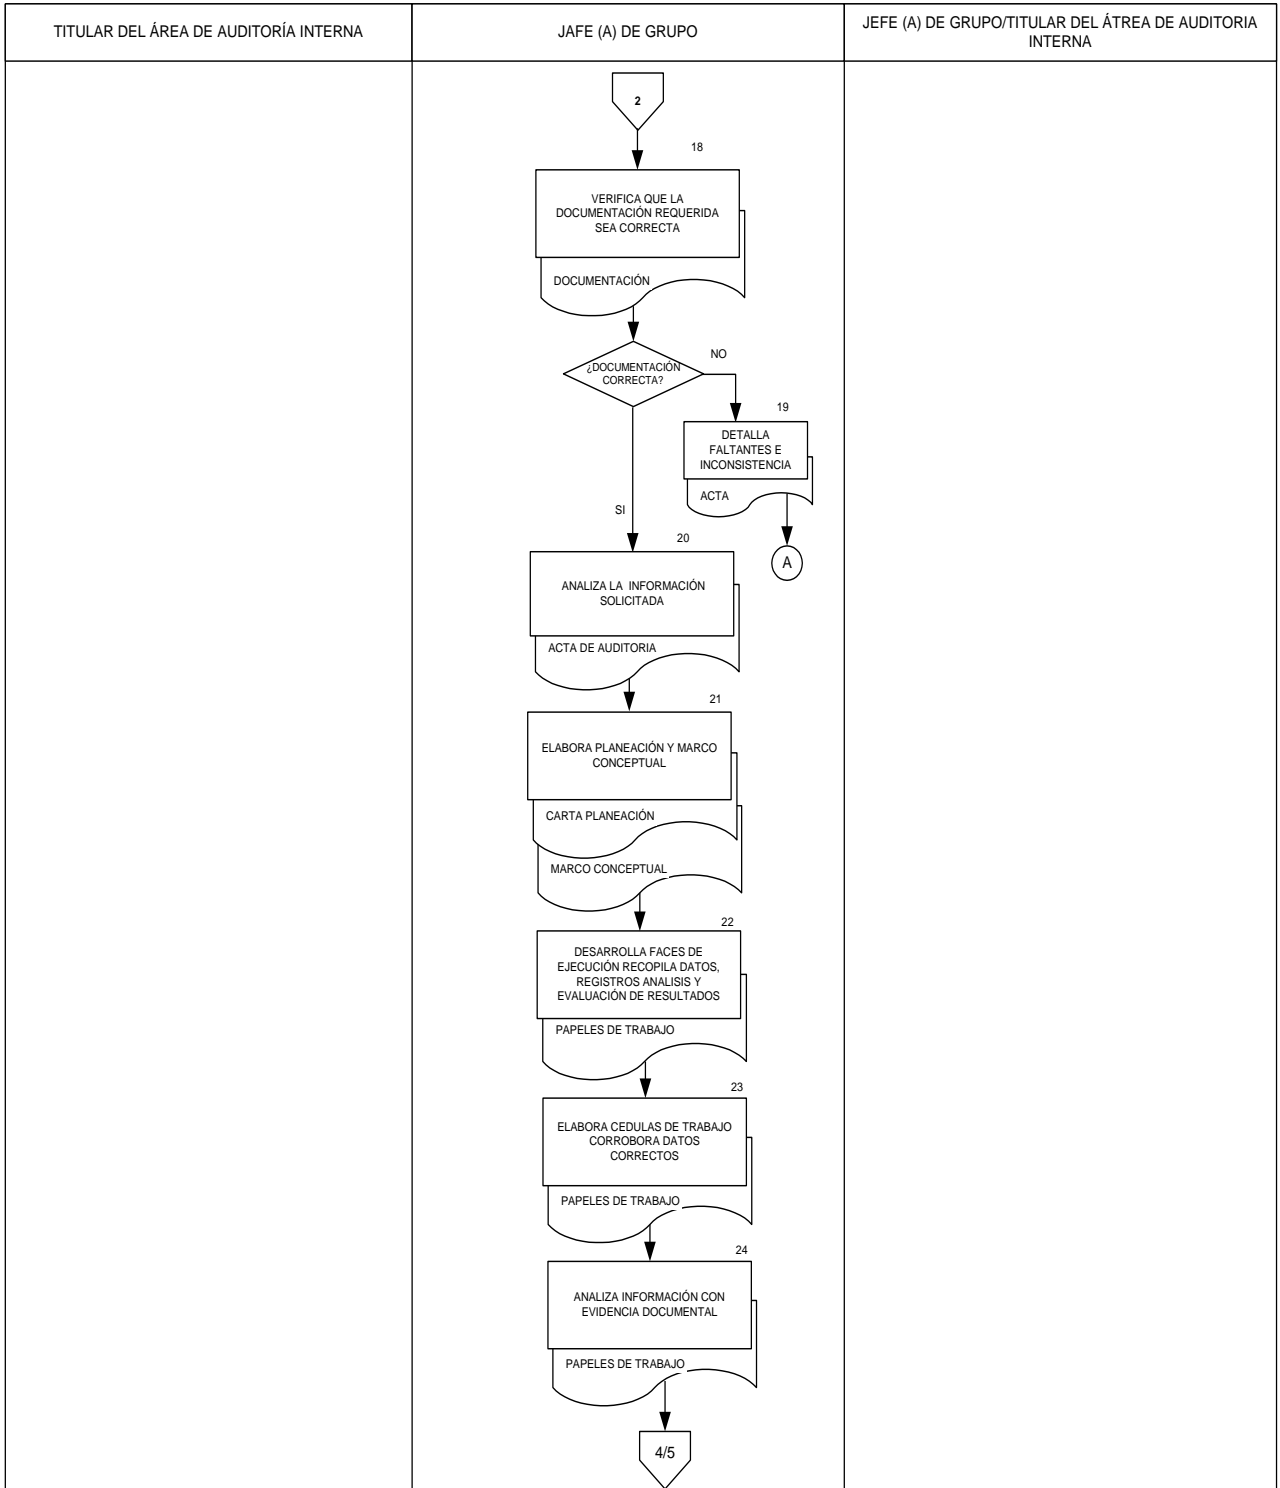 TITULAR DEL ÁREA DE AUDITORÍA INTERNA
JAFE (A) DE GRUPO
JEFE (A) DE GRUPO/TITULAR DEL ÁTREA DE AUDITORIA
INTERNA
2
18
VERIFICA QUE LA
DOCUMENTACIÓN REQUERIDA
SEA CORRECTA
DOCUMENTACIÓN
¿DOCUMENTACIÓN
CORRECTA?
NO
19
DETALLA
FALTANTES E
INCONSISTENCIA
ACTA
A
SI
20
ANALIZA LA INFORMACIÓN
SOLICITADA
ACTA DE AUDITORIA
21
ELABORA PLANEACIÓN Y MARCO
CONCEPTUAL
CARTA PLANEACIÓN
MARCO CONCEPTUAL
22
DESARROLLA FACES DE
EJECUCIÓN RECOPILA DATOS,
REGISTROS ANALISIS Y
EVALUACIÓN DE RESULTADOS
PAPELES DE TRABAJO
23
ELABORA CEDULAS DE TRABAJO
CORROBORA DATOS
CORRECTOS
PAPELES DE TRABAJO
24
ANALIZA INFORMACIÓN CON
EVIDENCIA DOCUMENTAL
PAPELES DE TRABAJO
4/5